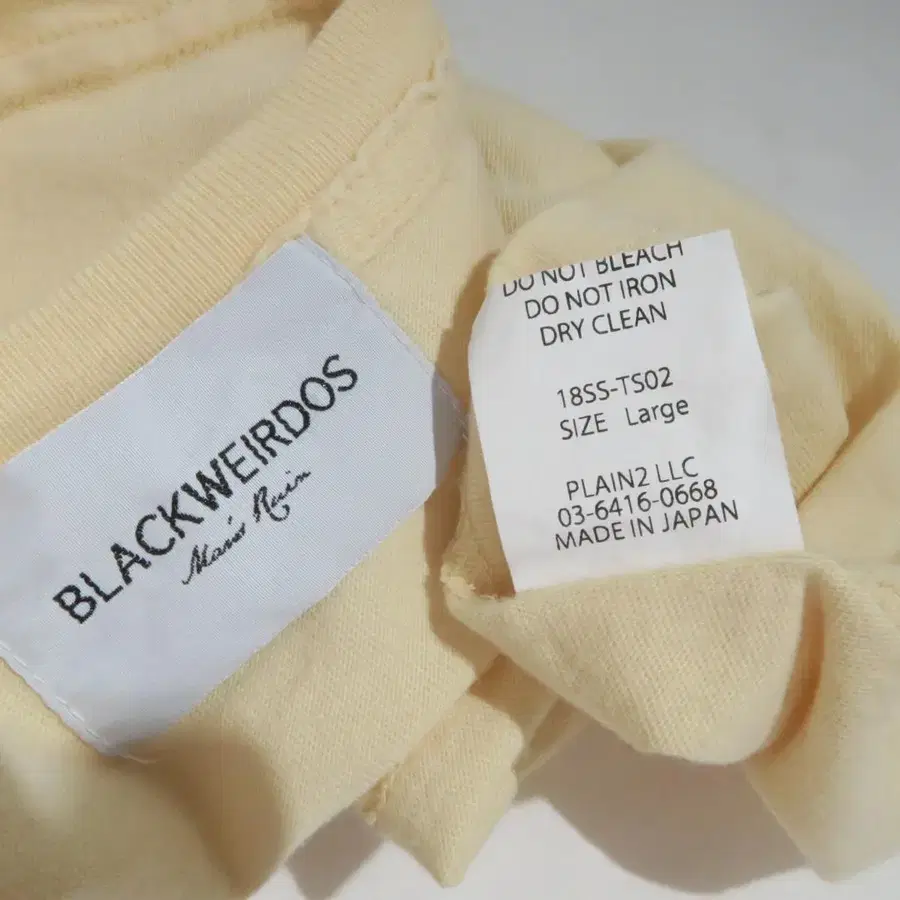 BLACKWEIRDOS
DO NOT BLEACH
DO NOT IRON
DRY CLEAN
18SS-TS02
SIZE Large
PLAIN2 LLC
03-6416-0668
MADE IN JAPAN